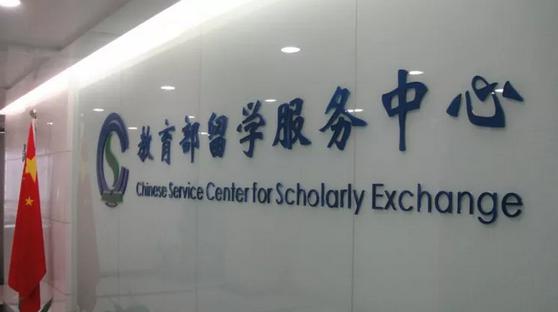 教育部留学服务中心
Chinese Service Center for Scholarly Exchange